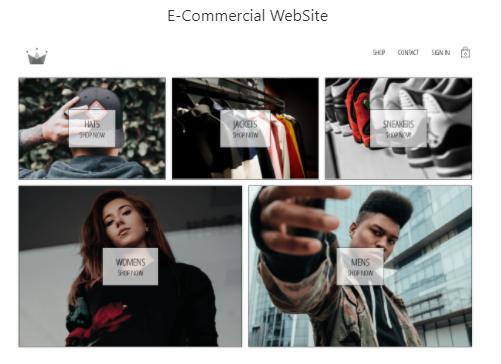 E-Commercial WebSite
SHOP CONTACT SIGN IN
0
HATS
SHOP NOW
JACKETS
SHOP NOW
SNEAKERS
SHOP NOW
WOMENS
SHOP NOW
MENS
SHOP NOW